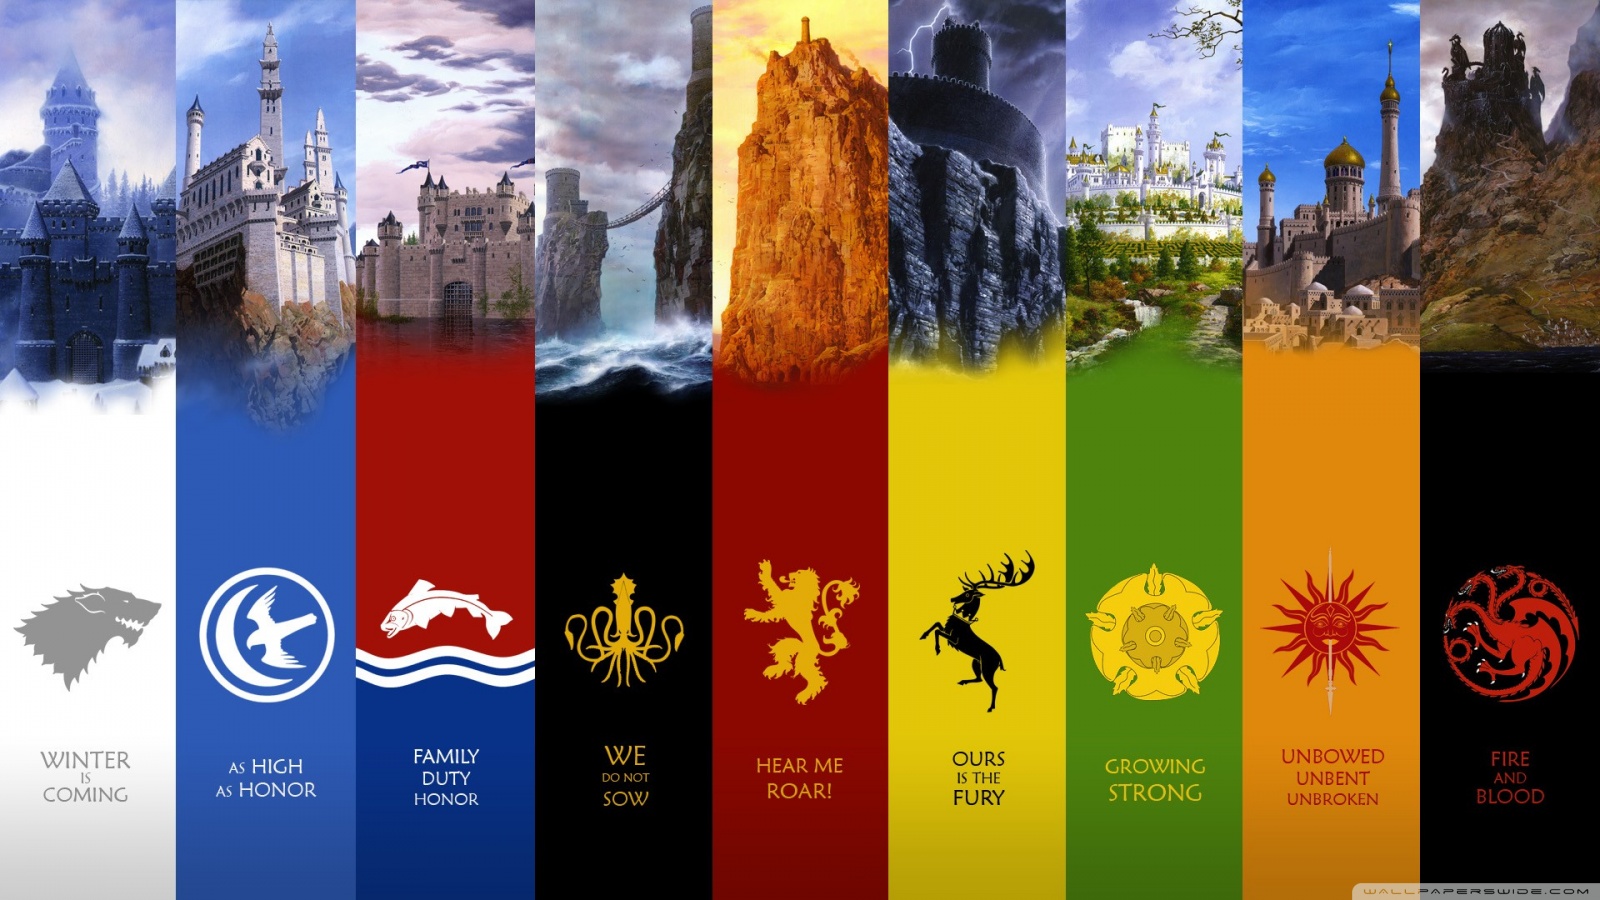 WINTER
IS
COMING
AS HIGH
AS HONOR
FAMILY
DUTY
HONOR
WE
DO NOT
SOW
HEAR ME
ROAR!
OURS
IS THE
FURY
GROWING
STRONG
UNBOWED
UNBENT
UNBROKEN
FIRE
AND
BLOOD
WALLPAPERSWIDE.COM